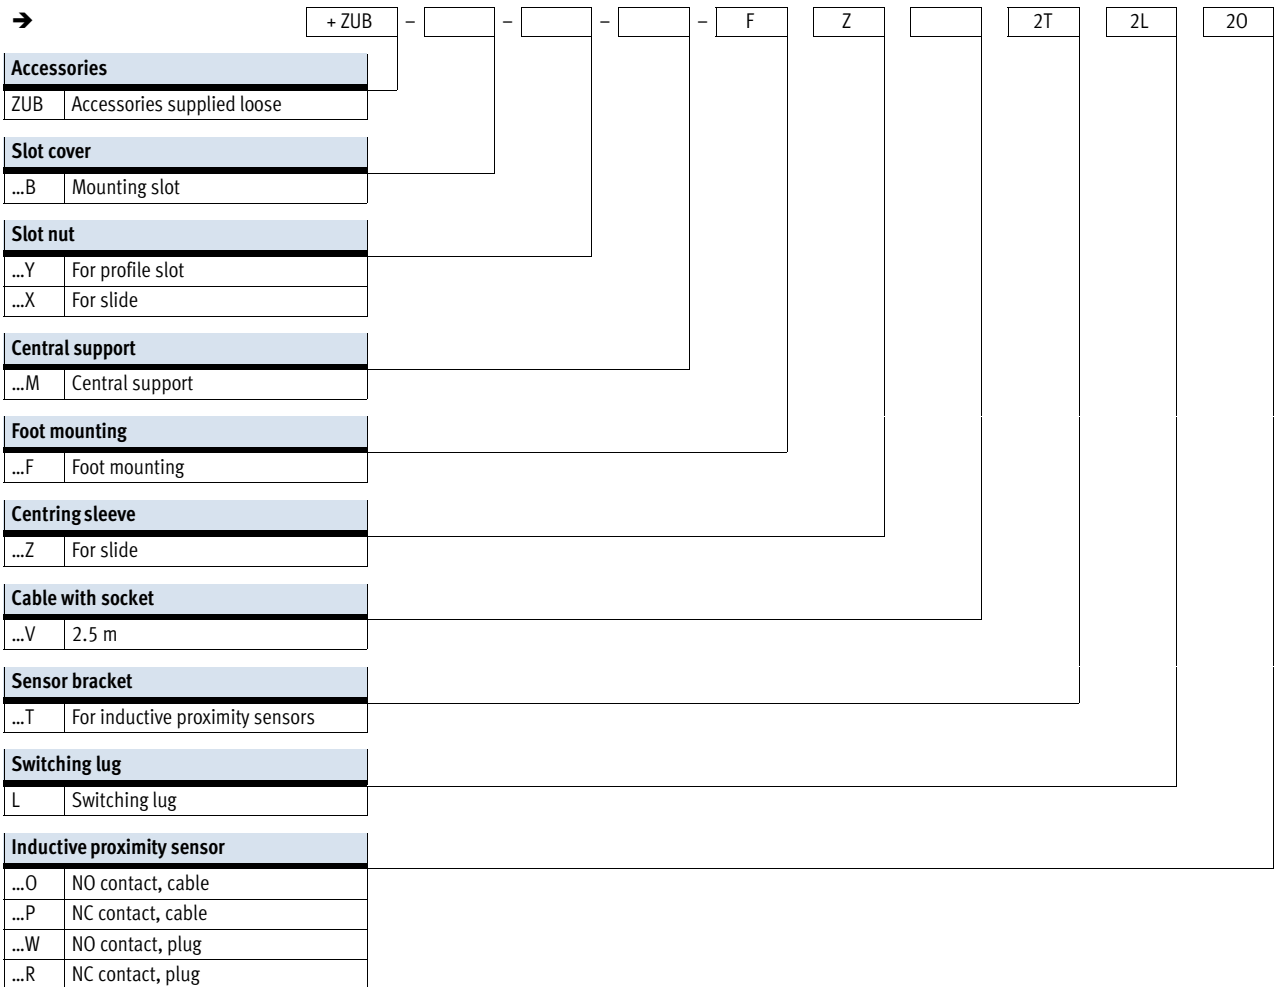 ➔ + ZUB – – – – F Z 2T 2L 2O
Accessories
ZUB Accessories supplied loose
Slot cover
...B Mounting slot
Slot nut
...Y For profile slot
...X For slide
Central support
...M Central support
Foot mounting
...F Foot mounting
Centring sleeve
...Z For slide
Cable with socket
...V 2.5 m
Sensor bracket
...T For inductive proximity sensors
Switching lug
L Switching lug
Inductive proximity sensor
...O NO contact, cable
...P NC contact, cable
...W NO contact, plug
...R NC contact, plug